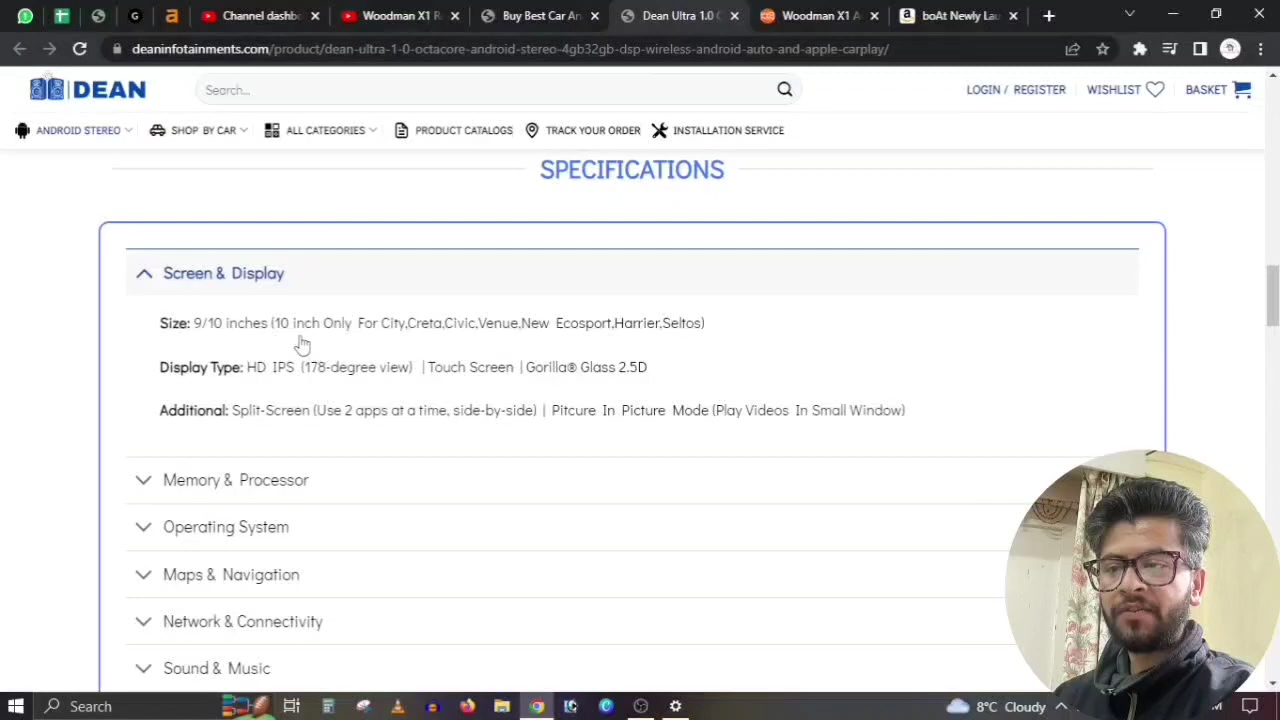 Channel dashb
Woodman X1 R
Buy Best Car An
Dean Ultra 1.0
Woodman X1 A
boAt Newly Lau
deaninfotainments.com/product/dean-ultra-1-0-octacore-android-stereo-4gb32gb-dsp-wireless-android-auto-and-apple-carplay/
DEAN
Search...
LOGIN / REGISTER
WISHLIST
BASKET
ANDROID STEREO
SHOP BY CAR
ALL CATEGORIES
PRODUCT CATALOGS
TRACK YOUR ORDER
INSTALLATION SERVICE
SPECIFICATIONS
Screen & Display
Size: 9/10 inches (10 inch Only For City,Creta,Civic,Venue,New Ecosport,Harrier,Seltos)
Display Type: HD IPS (178-degree view) | Touch Screen | Gorilla® Glass 2.5D
Additional: Split-Screen (Use 2 apps at a time, side-by-side) | Pitcure In Picture Mode (Play Videos In Small Window)
Memory & Processor
Operating System
Maps & Navigation
Network & Connectivity
Sound & Music
Search
8°C Cloudy